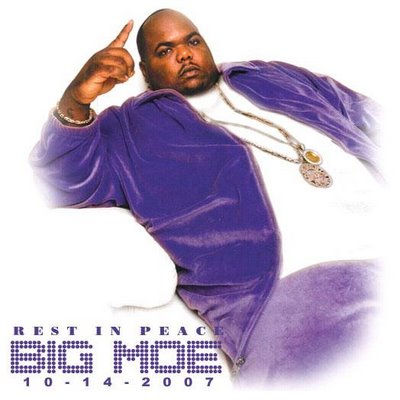 REST IN PEACE
BIG MOE
10-14-2007